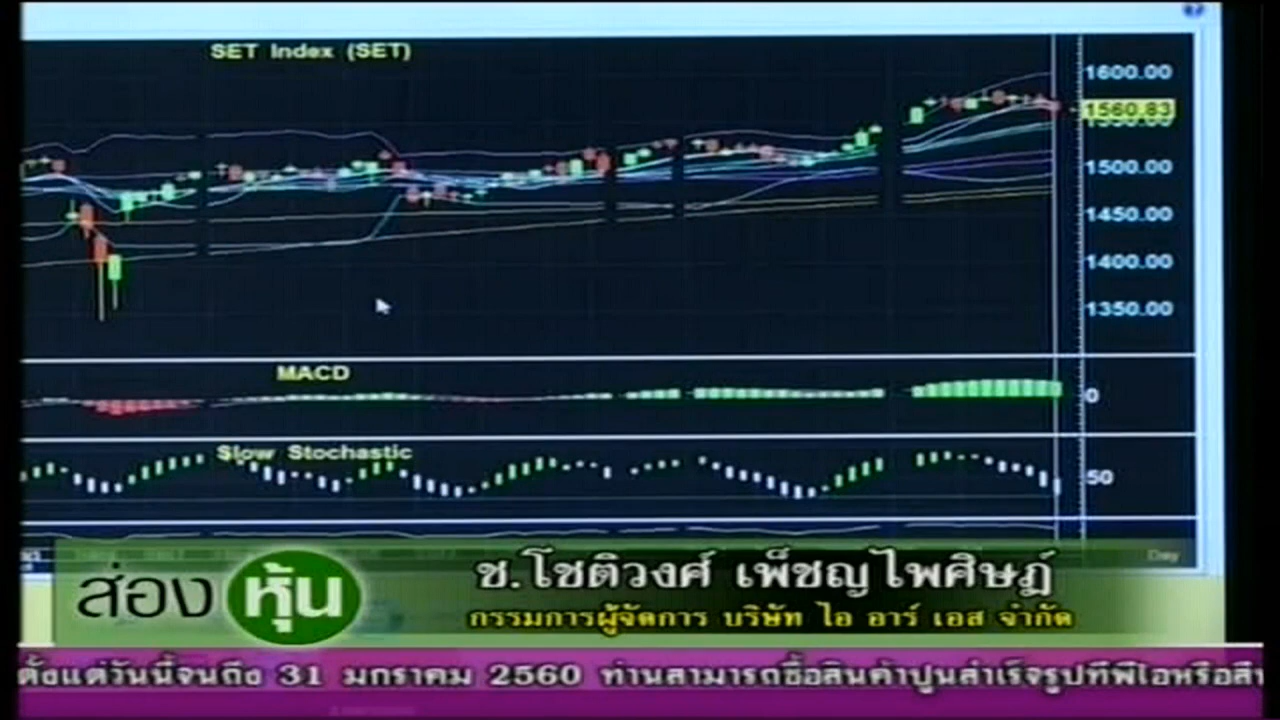 SET Index (SET)
1600.00
1560.83
1550.00
1500.00
1450.00
1400.00
1350.00
MACD
0
Slow Stochastic
50
Day
ส่อง หุ้น
ช.โชติวงศ์ เพ็ชญไพศิษฏ์
กรรมการผู้จัดการ บริษัท ไอ อาร์ เอส จำกัด
ตั้งแต่วันนี้จนถึง 31 มกราคม 2560 ท่านสามารถซื้อสินค้าปูนสำเร็จรูปทีพีไอหรือสี